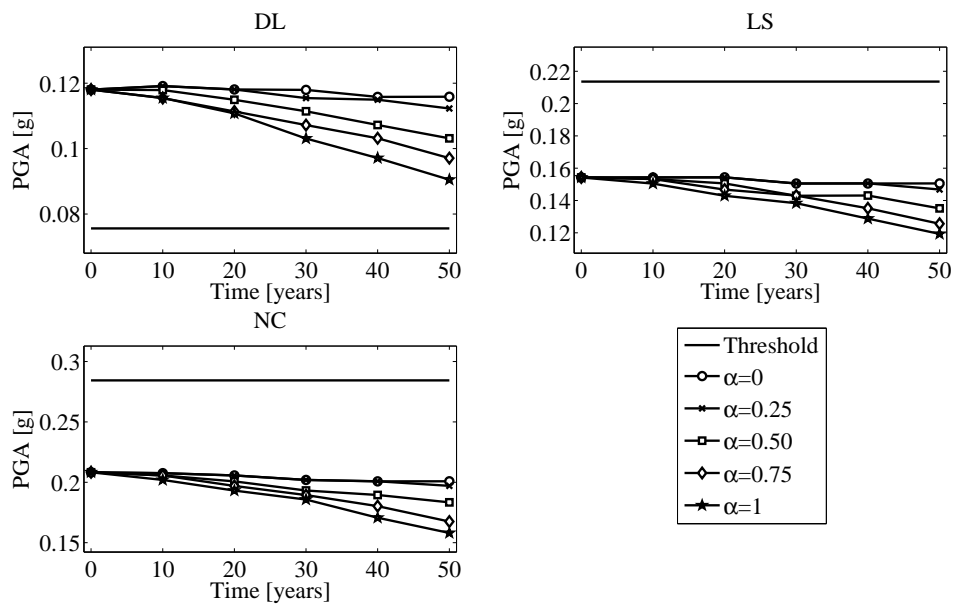 DL
PGA [g]
0.12
0.1
0.08
0 10 20 30 40 50
Time [years]
LS
PGA [g]
0.22
0.2
0.18
0.16
0.14
0.12
0 10 20 30 40 50
Time [years]
NC
PGA [g]
0.3
0.25
0.2
0.15
0 10 20 30 40 50
Time [years]
Threshold
α=0
α=0.25
α=0.50
α=0.75
α=1